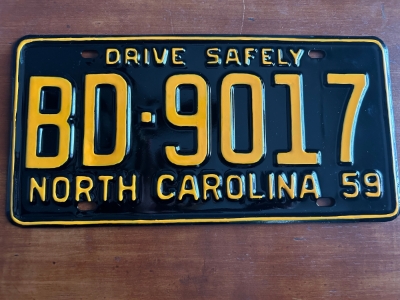 DRIVE SAFELY
BD·9017
NORTH CAROLINA 59